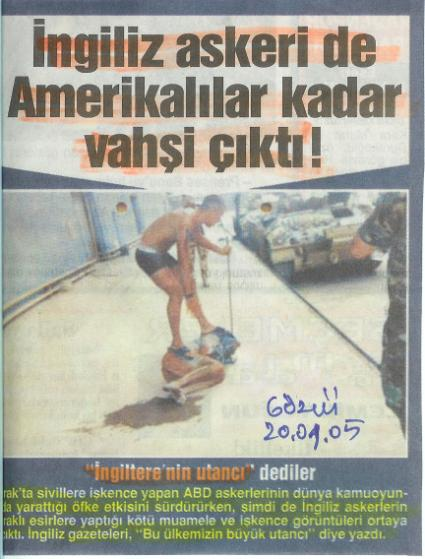 İngiliz askeri de
Amerikalılar kadar
vahşi çıktı!
Gözcü
20.01.05
"İngiltere'nin utancı" dediler
rak'ta sivillere işkence yapan ABD askerlerinin dünya kamuoyun-
da yarattığı öfke etkisini sürdürürken, şimdi de İngiliz askerlerin
raklı esirlere yaptığı kötü muamele ve işkence görüntüleri ortaya
çıktı. İngiliz gazeteleri, "Bu ülkemizin büyük utancı" diye yazdı.